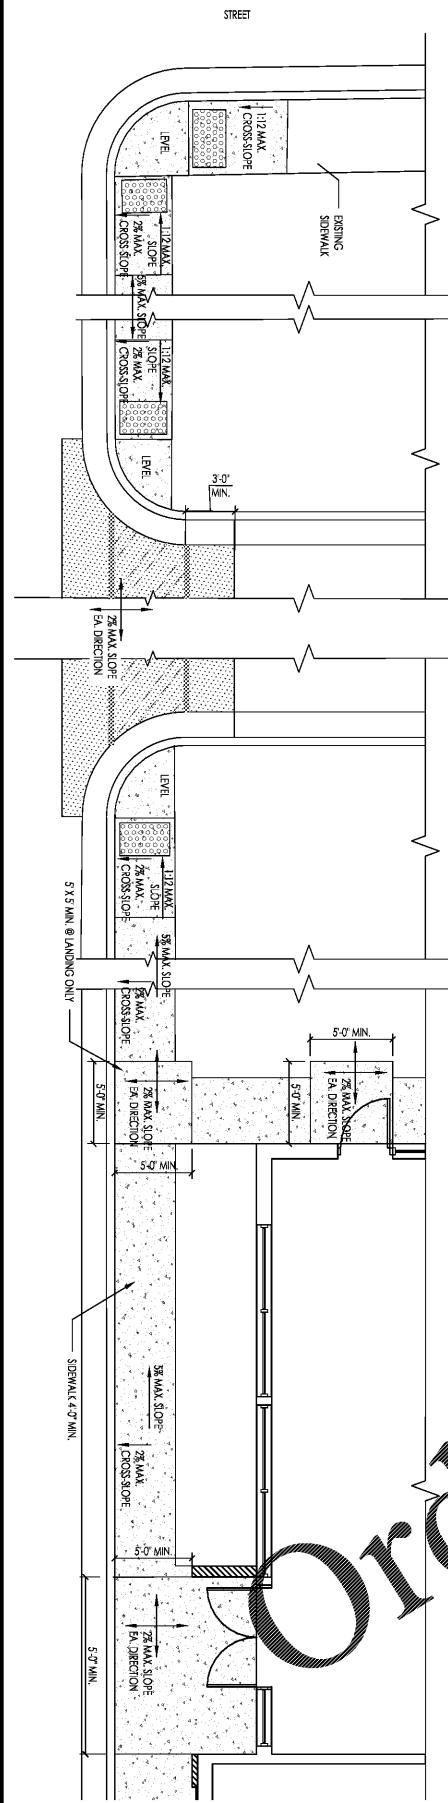 STREET
LEVEL
1:12 MAX.
CROSS-SLOPE
EXISTING
SIDEWALK
1:12 MAX.
SLOPE
2% MAX.
CROSS-SLOPE
5% MAX. SLOPE
1:12 MAX.
SLOPE
2% MAX.
CROSS-SLOPE
LEVEL
3'-0"
MIN.
2% MAX. SLOPE
EA. DIRECTION
LEVEL
1:12 MAX.
SLOPE
2% MAX.
CROSS-SLOPE
5' X 5' MIN. @ LANDING ONLY
5% MAX. SLOPE
2% MAX.
CROSS-SLOPE
5'-0" MIN.
2% MAX. SLOPE
EA. DIRECTION
5'-0" MIN.
5'-0" MIN.
2% MAX. SLOPE
EA. DIRECTION
5'-0" MIN.
SIDEWALK 4'-0" MIN.
5% MAX. SLOPE
2% MAX.
CROSS-SLOPE
5'-0" MIN.
2% MAX. SLOPE
EA. DIRECTION
5'-0" MIN.